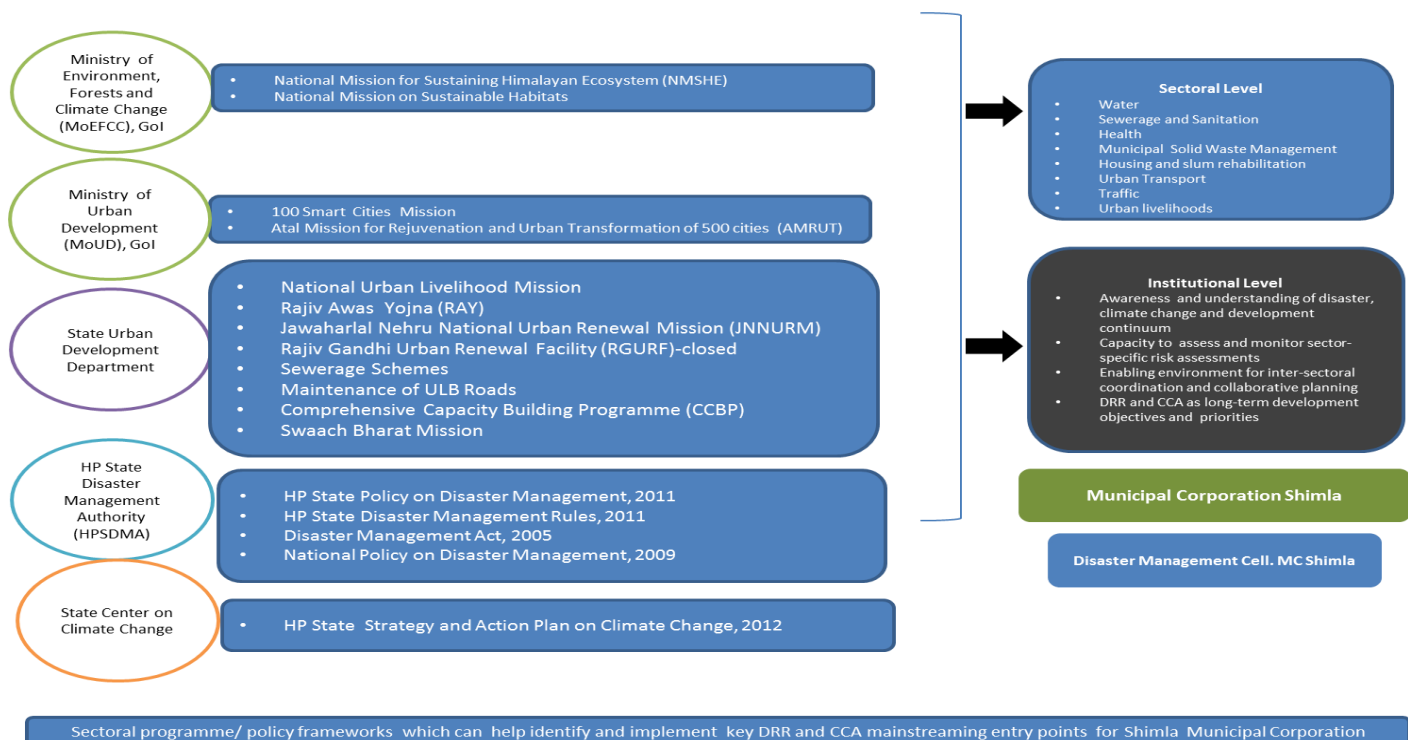 Ministry of
Environment,
Forests and
Climate Change
(MoEFCC), GoI
• National Mission for Sustaining Himalayan Ecosystem (NMSHE)
• National Mission on Sustainable Habitats
Ministry of
Urban
Development
(MoUD), GoI
• 100 Smart Cities Mission
• Atal Mission for Rejuvenation and Urban Transformation of 500 cities (AMRUT)
State Urban
Development
Department
• National Urban Livelihood Mission
• Rajiv Awas Yojna (RAY)
• Jawaharlal Nehru National Urban Renewal Mission (JNNURM)
• Rajiv Gandhi Urban Renewal Facility (RGURF)-closed
• Sewerage Schemes
• Maintenance of ULB Roads
• Comprehensive Capacity Building Programme (CCBP)
• Swaach Bharat Mission
HP State
Disaster
Management
Authority
(HPSDMA)
• HP State Policy on Disaster Management, 2011
• HP State Disaster Management Rules, 2011
• Disaster Management Act, 2005
• National Policy on Disaster Management, 2009
State Center on
Climate Change
• HP State Strategy and Action Plan on Climate Change, 2012
Sectoral Level
• Water
• Sewerage and Sanitation
• Health
• Municipal Solid Waste Management
• Housing and slum rehabilitation
• Urban Transport
• Traffic
• Urban livelihoods
Institutional Level
• Awareness and understanding of disaster,
climate change and development
continuum
• Capacity to assess and monitor sector-
specific risk assessments
• Enabling environment for inter-sectoral
coordination and collaborative planning
• DRR and CCA as long-term development
objectives and priorities
Municipal Corporation Shimla
Disaster Management Cell. MC Shimla
Sectoral programme/ policy frameworks which can help identify and implement key DRR and CCA mainstreaming entry points for Shimla Municipal Corporation